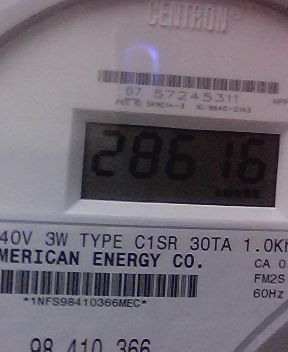 CENTRON®
07 57245311
28616
40V 3W TYPE C1SR 30TA 1.0Kh
MERICAN ENERGY CO.
CA 0
FM2S
60Hz
*1NFS98410366MEC*
98 410 366